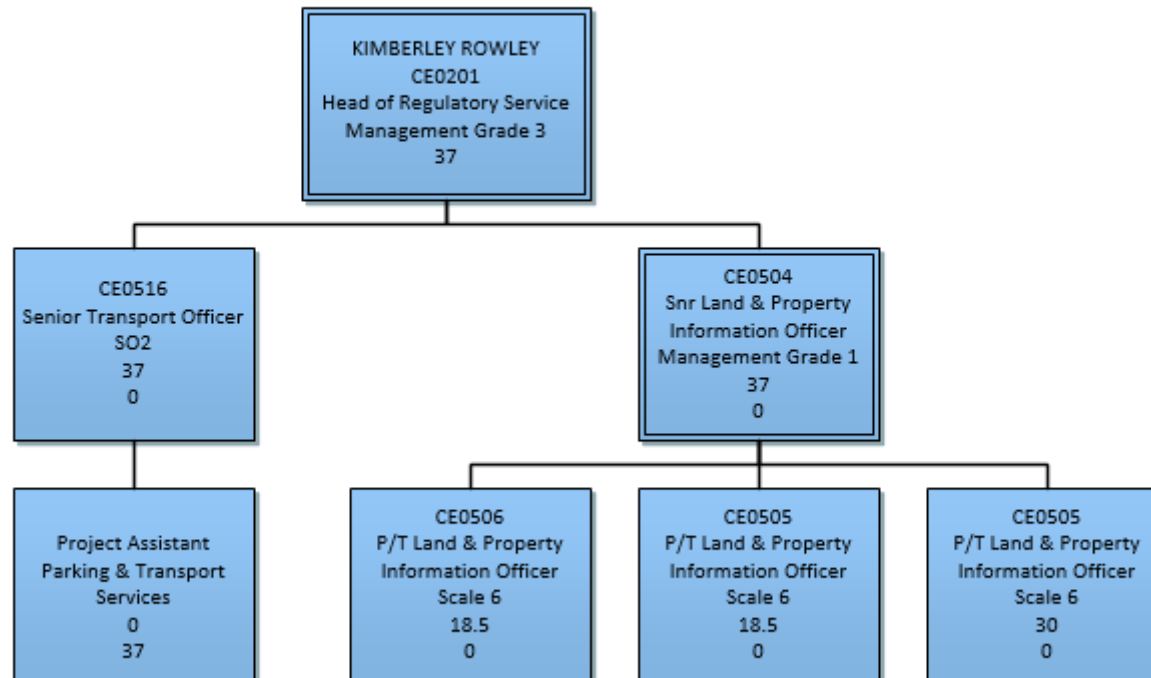 KIMBERLEY ROWLEY
CE0201
Head of Regulatory Service
Management Grade 3
37
CE0516
Senior Transport Officer
SO2
37
0
CE0504
Snr Land & Property
Information Officer
Management Grade 1
37
0
Project Assistant
Parking & Transport
Services
0
37
CE0506
P/T Land & Property
Information Officer
Scale 6
18.5
0
CE0505
P/T Land & Property
Information Officer
Scale 6
18.5
0
CE0505
P/T Land & Property
Information Officer
Scale 6
30
0